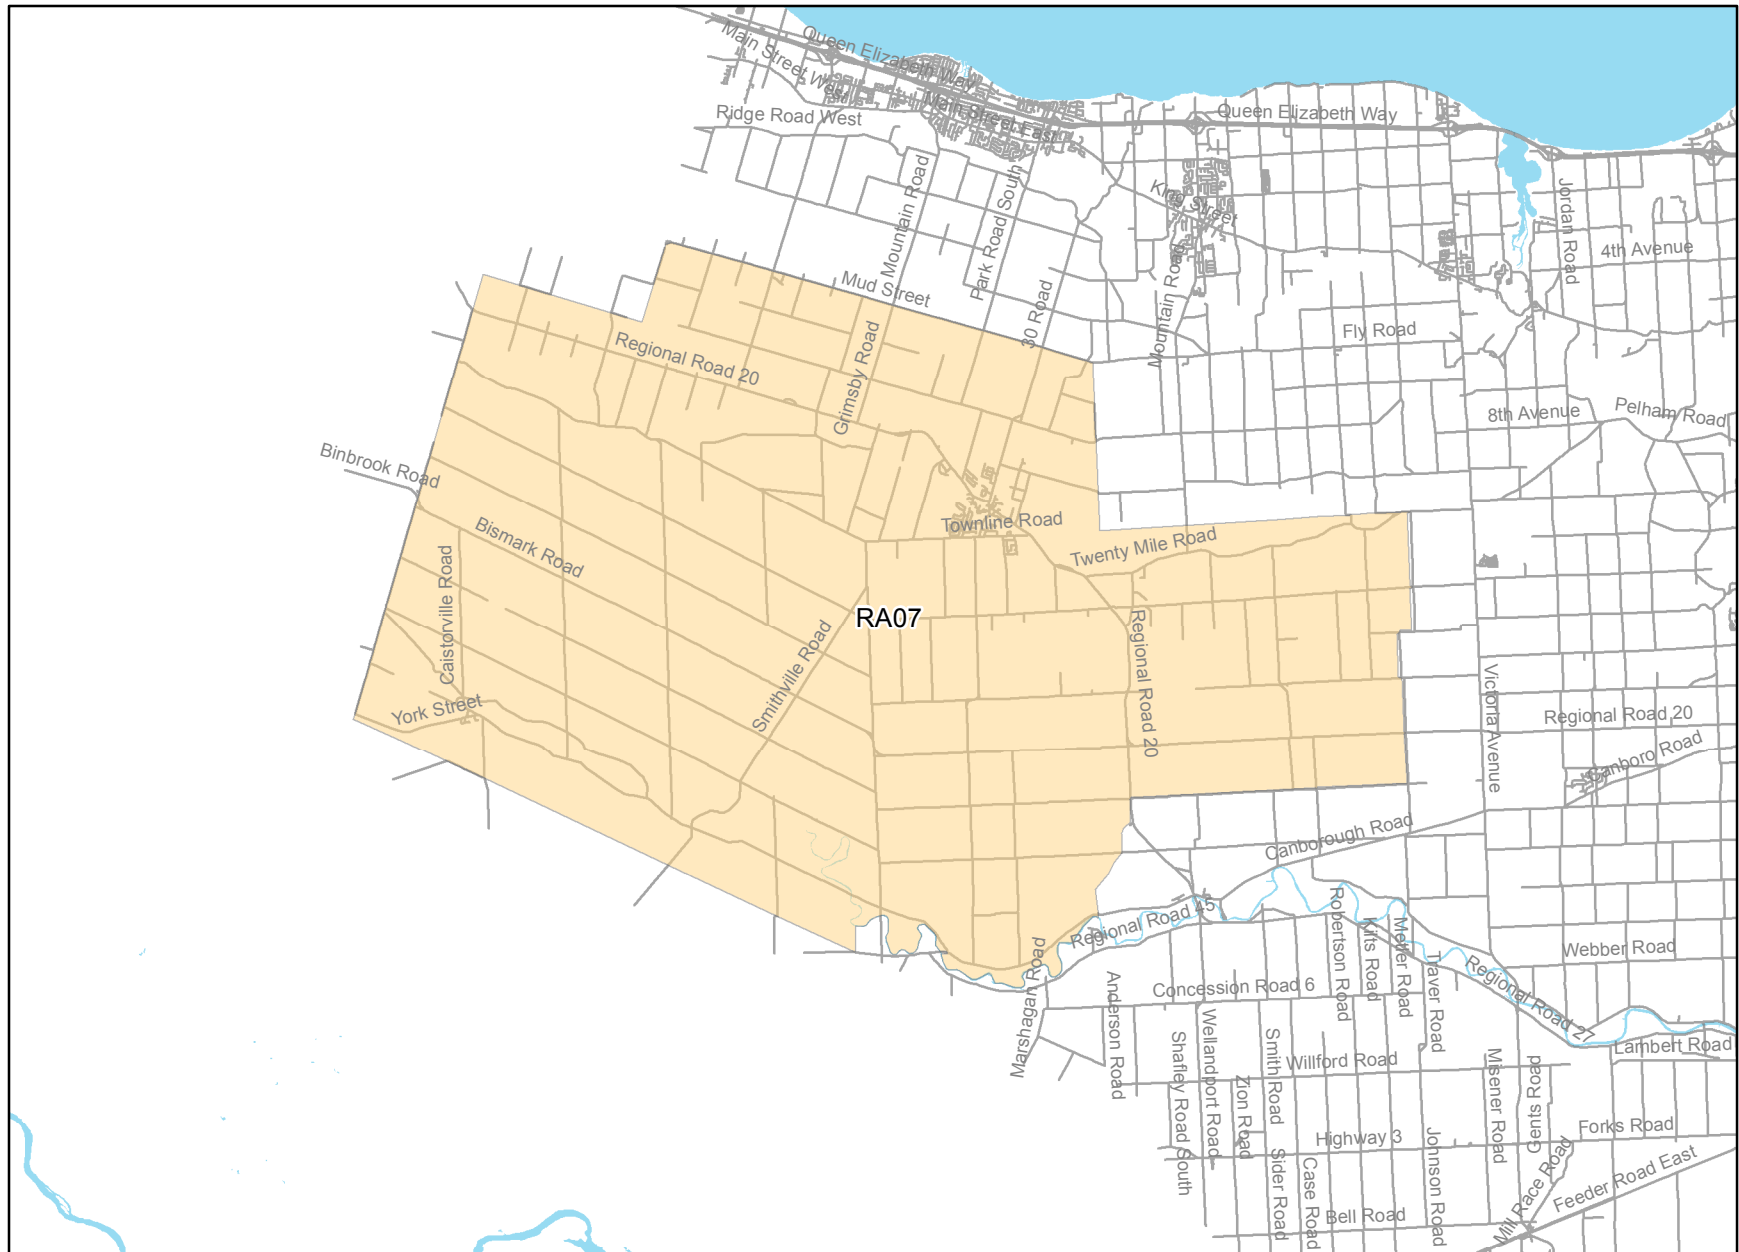 Main Street West
Queen Elizabeth Way
Main Street East
Queen Elizabeth Way
Ridge Road West
King Street
Mountain Road
Park Road South
Jordan Road
4th Avenue
Mud Street
30 Road
Mountain Road
Fly Road
Regional Road 20
Grimsby Road
8th Avenue
Pelham Road
Binbrook Road
Bismark Road
Townline Road
Twenty Mile Road
Caistorville Road
RA07
Smithville Road
Regional Road 20
Victoria Avenue
York Street
Regional Road 20
Canboro Road
Canborough Road
Regional Road 45
Robertson Road
Kilts Road
Metler Road
Traver Road
Webber Road
Marshagan Road
Anderson Road
Concession Road 6
Regional Road 27
Lambert Road
Shafley Road South
Wellandport Road
Smith Road
Willford Road
Zion Road
Misener Road
Gents Road
Highway 3
Forks Road
Johnson Road
Sider Road
Case Road
Mill Race Road
Feeder Road East
Bell Road